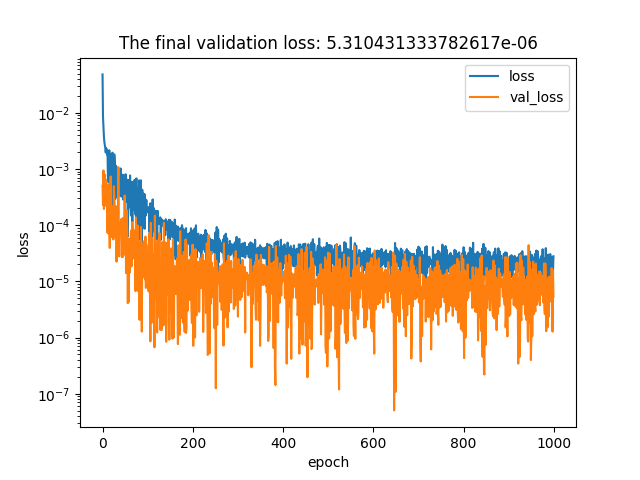 The final validation loss: 5.310431333782617e-06
loss
val_loss
10⁻²
10⁻³
10⁻⁴
10⁻⁵
10⁻⁶
10⁻⁷
loss
0 200 400 600 800 1000
epoch